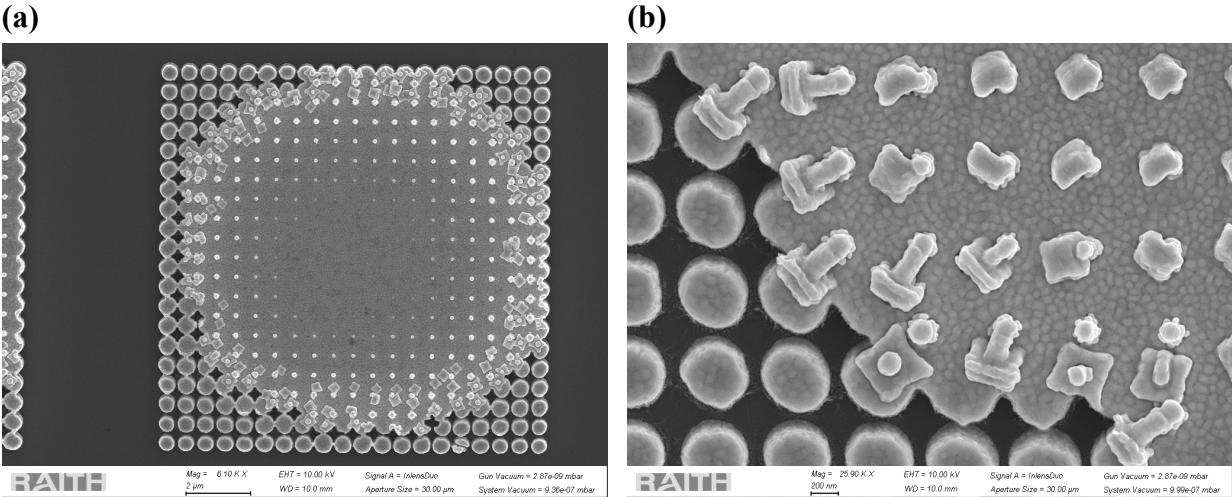 (a)
(b)
RAITH
Mag = 6.10 K X
2 µm
EHT = 10.00 kV
WD = 10.0 mm
Signal A = InlensDuo
Aperture Size = 30.00 µm
Gun Vacuum = 2.87e-09 mbar
System Vacuum = 9.36e-07 mbar
RAITH
Mag = 25.90 K X
200 nm
EHT = 10.00 kV
WD = 10.0 mm
Signal A = InlensDuo
Aperture Size = 30.00 µm
Gun Vacuum = 2.87e-09 mbar
System Vacuum = 9.99e-07 mbar